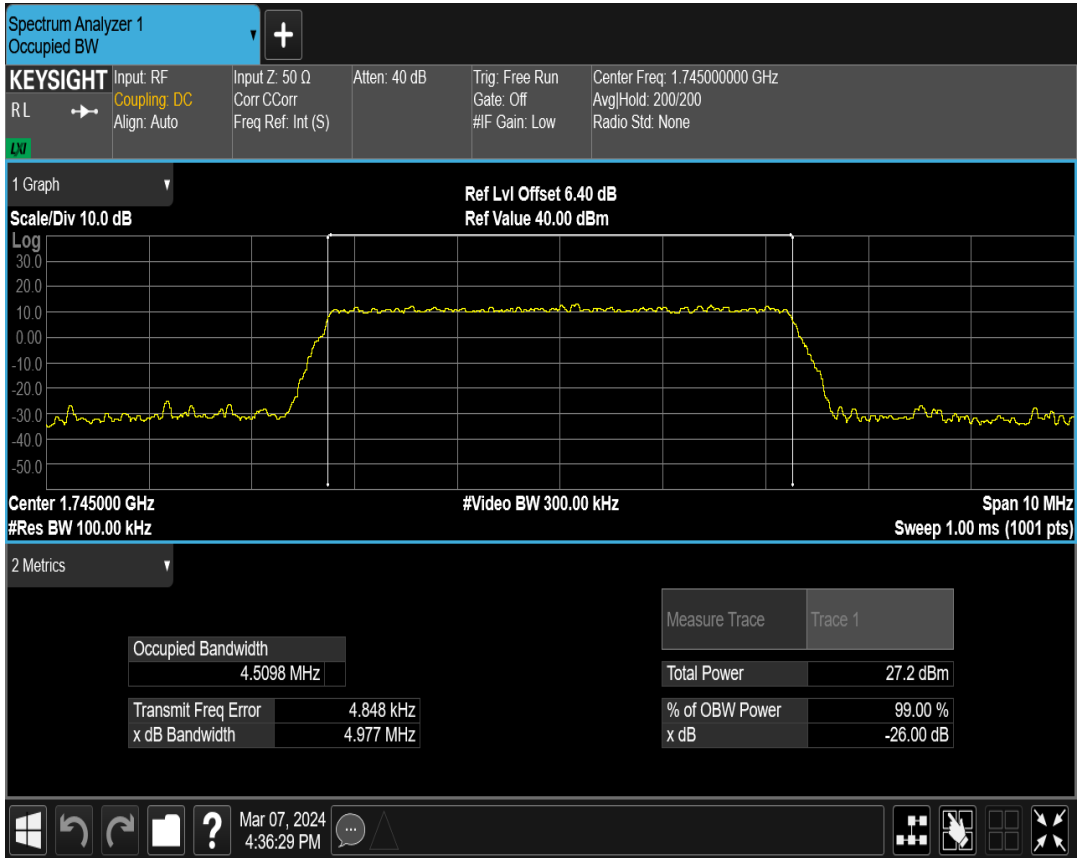 Spectrum Analyzer 1
Occupied BW
+
KEYSIGHT
RL
LXI
Input: RF
Coupling: DC
Align: Auto
Input Z: 50 Ω
Corr CCorr
Freq Ref: Int (S)
Atten: 40 dB
Trig: Free Run
Gate: Off
#IF Gain: Low
Center Freq: 1.745000000 GHz
Avg|Hold: 200/200
Radio Std: None
1 Graph
Scale/Div 10.0 dB
Ref Lvl Offset 6.40 dB
Ref Value 40.00 dBm
Log
30.0
20.0
10.0
0.00
-10.0
-20.0
-30.0
-40.0
-50.0
Center 1.745000 GHz
#Video BW 300.00 kHz
Span 10 MHz
#Res BW 100.00 kHz
Sweep 1.00 ms (1001 pts)
2 Metrics
Measure Trace Trace 1
Occupied Bandwidth
4.5098 MHz
Total Power 27.2 dBm
Transmit Freq Error 4.848 kHz
% of OBW Power 99.00 %
x dB Bandwidth 4.977 MHz
x dB -26.00 dB
?
Mar 07, 2024
4:36:29 PM